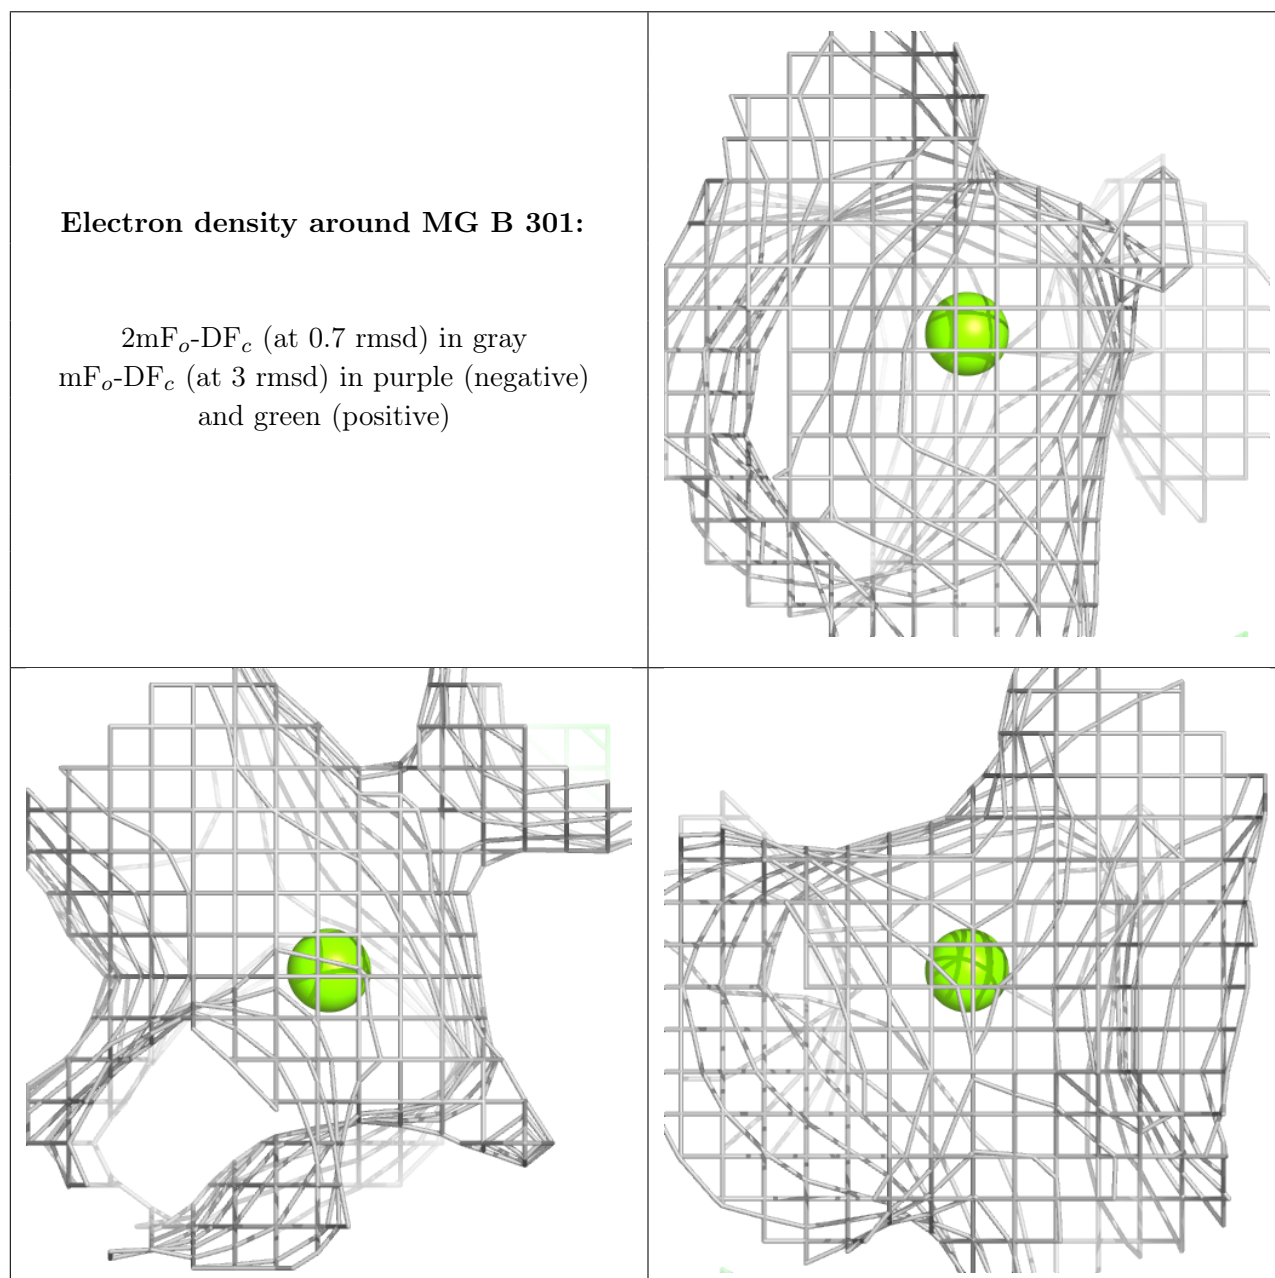 Electron density around MG B 301:
2mFo-DFc (at 0.7 rmsd) in gray
mFo-DFc (at 3 rmsd) in purple (negative)
and green (positive)